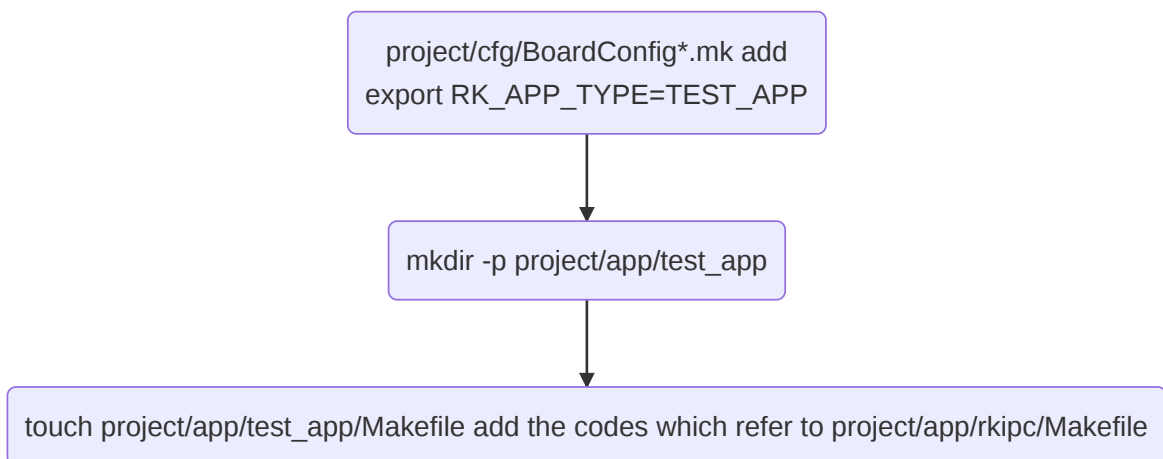 project/cfg/BoardConfig*.mk add
export RK_APP_TYPE=TEST_APP
mkdir -p project/app/test_app
touch project/app/test_app/Makefile add the codes which refer to project/app/rkipc/Makefile